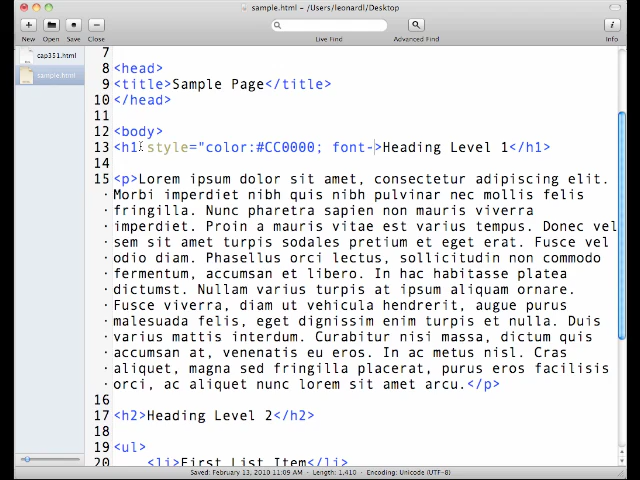 sample.html - /Users/leonardl/Desktop
New Open Save Close
Live Find
Advanced Find
Info
cap351.html
sample.html
7
8 <head>
9 <title>Sample Page</title>
10 </head>
11
12 <body>
13 <h1 style="color:#CC0000; font->Heading Level 1</h1>
14
15 <p>Lorem ipsum dolor sit amet, consectetur adipiscing elit.
· Morbi imperdiet nibh quis nibh pulvinar nec mollis felis
· fringilla. Nunc pharetra sapien non mauris viverra
· imperdiet. Proin a mauris vitae est varius tempus. Donec vel
· sem sit amet turpis sodales pretium et eget erat. Fusce vel
· odio diam. Phasellus orci lectus, sollicitudin non commodo
· fermentum, accumsan et libero. In hac habitasse platea
· dictumst. Nullam varius turpis at ipsum aliquam ornare.
· Fusce viverra, diam ut vehicula hendrerit, augue purus
· malesuada felis, eget dignissim enim turpis et nulla. Duis
· varius mattis interdum. Curabitur nisi massa, dictum quis
· accumsan at, venenatis eu eros. In ac metus nisl. Cras
· aliquet, magna sed fringilla placerat, purus eros facilisis
· orci, ac aliquet nunc lorem sit amet arcu.</p>
16
17 <h2>Heading Level 2</h2>
18
19 <ul>
20 <li>First List Item</li>
Saved: February 13, 2010 11:09 AM · Length: 1,410 · Encoding: Unicode (UTF-8)